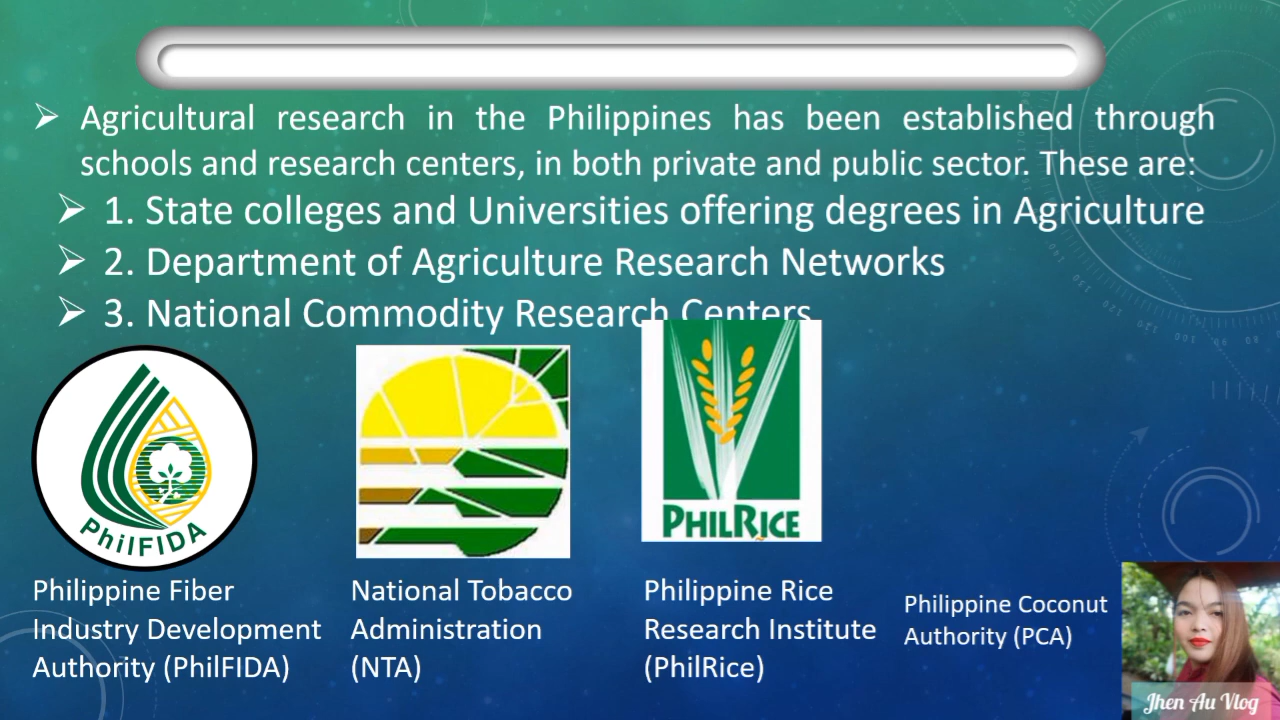 Agricultural research in the Philippines has been established through
schools and research centers, in both private and public sector. These are:
1. State colleges and Universities offering degrees in Agriculture
2. Department of Agriculture Research Networks
3. National Commodity Research Centers
PhilFIDA
PHILRICE
Philippine Fiber
Industry Development
Authority (PhilFIDA)
National Tobacco
Administration
(NTA)
Philippine Rice
Research Institute
(PhilRice)
Philippine Coconut
Authority (PCA)
Jhen Au Vlog